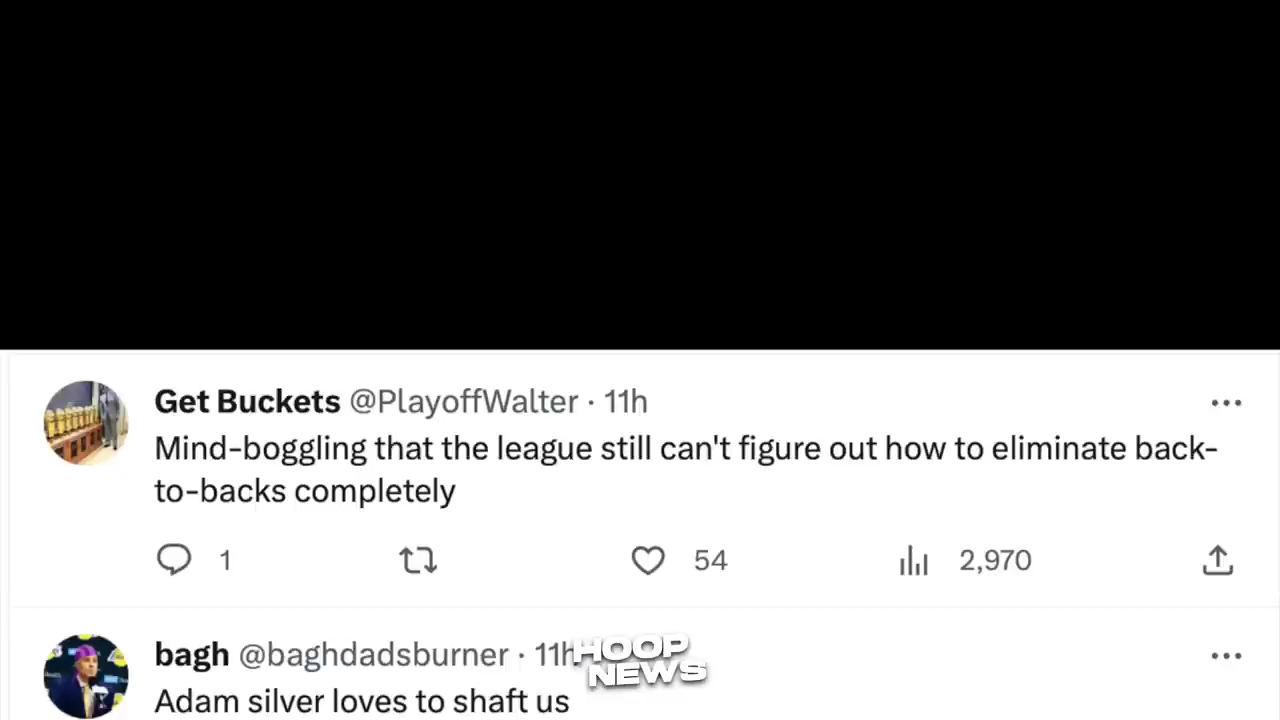 Get Buckets @PlayoffWalter · 11h
Mind-boggling that the league still can't figure out how to eliminate back-
to-backs completely
1 54 2,970
bagh @baghdadsburner · 11h
HOOP
NEWS
Adam silver loves to shaft us